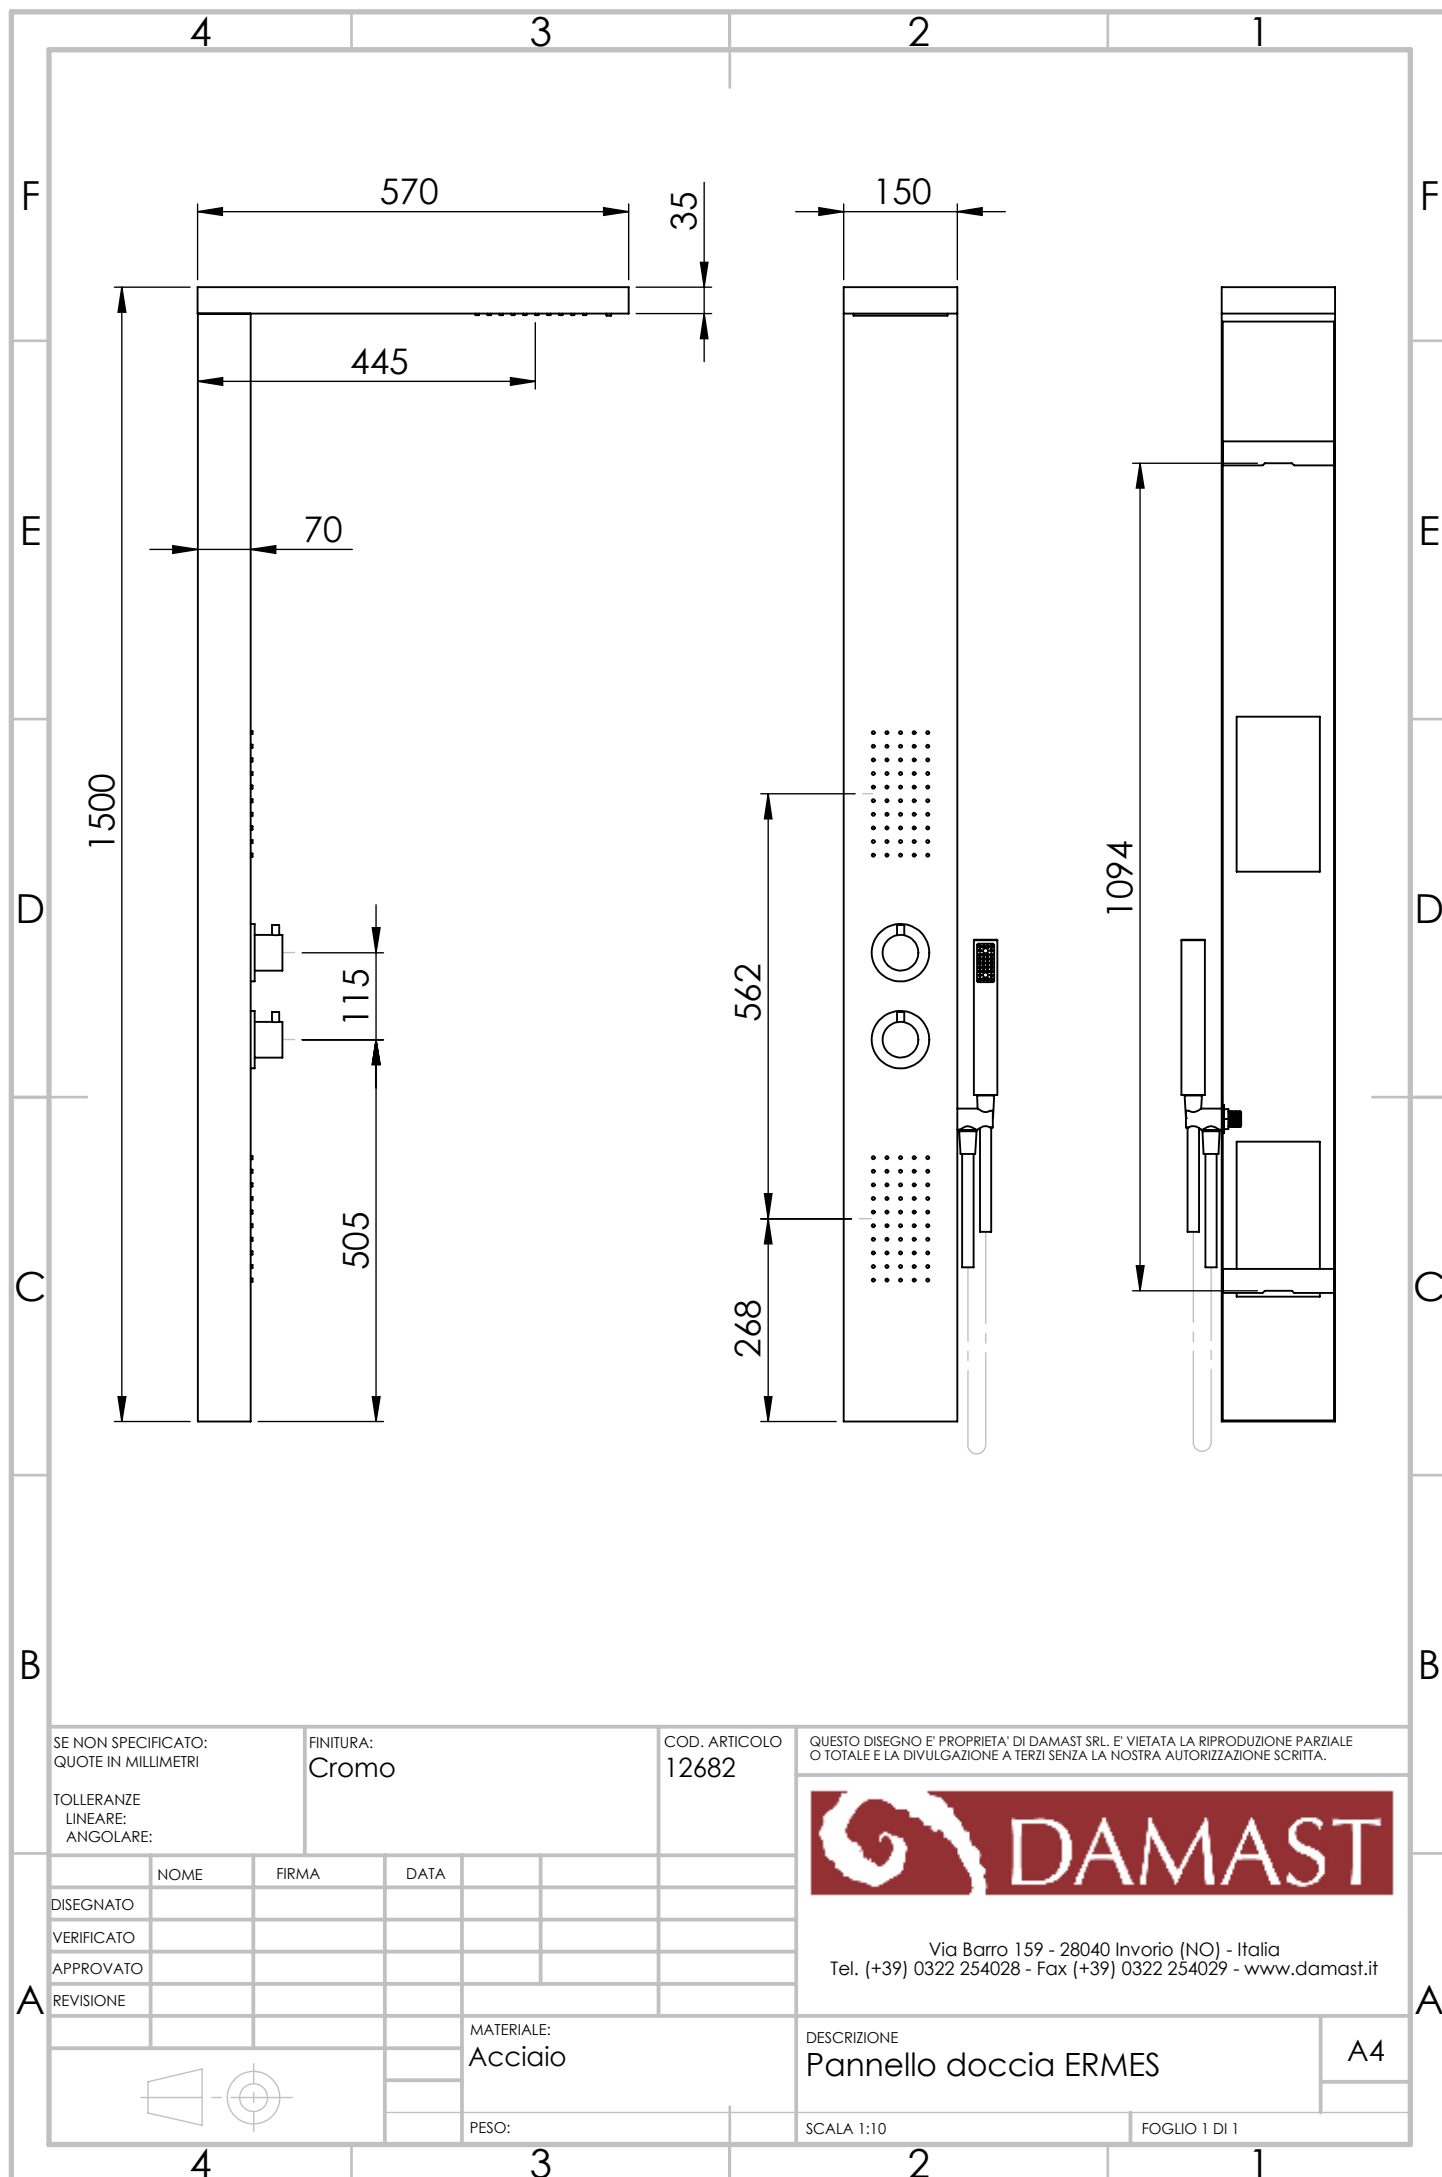 4 3 2 1
F F
570
35
150
445
E E
70
1500
1094
D D
115
562
505
268
C C
B B
SE NON SPECIFICATO:
QUOTE IN MILLIMETRI
TOLLERANZE
LINEARE:
ANGOLARE:
FINITURA:
Cromo
COD. ARTICOLO
12682
QUESTO DISEGNO E' PROPRIETA' DI DAMAST SRL. E' VIETATA LA RIPRODUZIONE PARZIALE
O TOTALE E LA DIVULGAZIONE A TERZI SENZA LA NOSTRA AUTORIZZAZIONE SCRITTA.
DAMAST
NOME FIRMA DATA
DISEGNATO
VERIFICATO
APPROVATO
REVISIONE
Via Barro 159 - 28040 Invorio (NO) - Italia
Tel. (+39) 0322 254028 - Fax (+39) 0322 254029 - www.damast.it
A A
MATERIALE:
Acciaio
DESCRIZIONE
Pannello doccia ERMES
A4
PESO:
SCALA 1:10
FOGLIO 1 DI 1
4 3 2 1